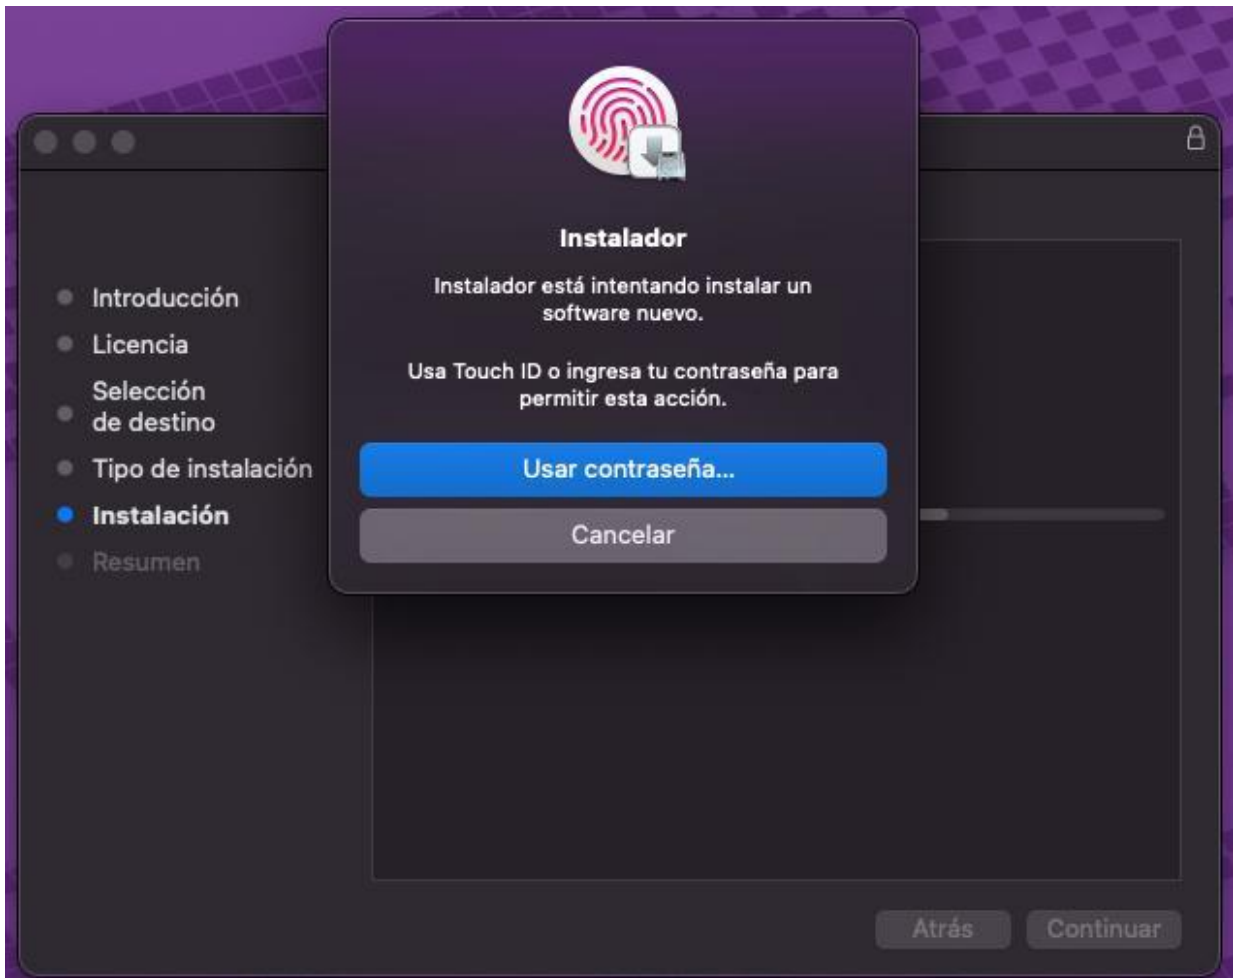 Instalador
Instalador está intentando instalar un
software nuevo.
Usa Touch ID o ingresa tu contraseña para
permitir esta acción.
Usar contraseña...
Cancelar
Introducción
Licencia
Selección
de destino
Tipo de instalación
Instalación
Resumen
Atrás
Continuar